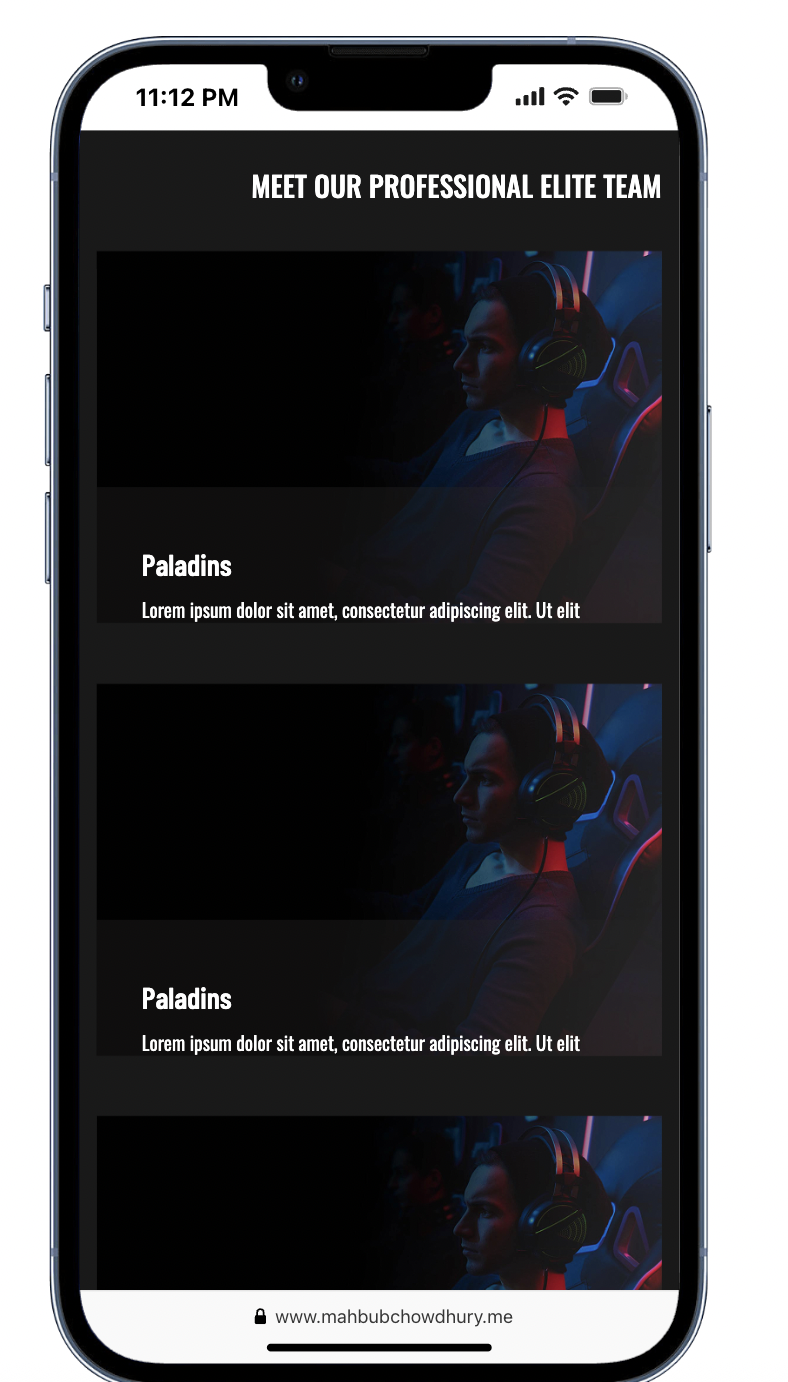 11:12 PM
MEET OUR PROFESSIONAL ELITE TEAM
Paladins
Lorem ipsum dolor sit amet, consectetur adipiscing elit. Ut elit
Paladins
Lorem ipsum dolor sit amet, consectetur adipiscing elit. Ut elit
www.mahbubchowdhury.me